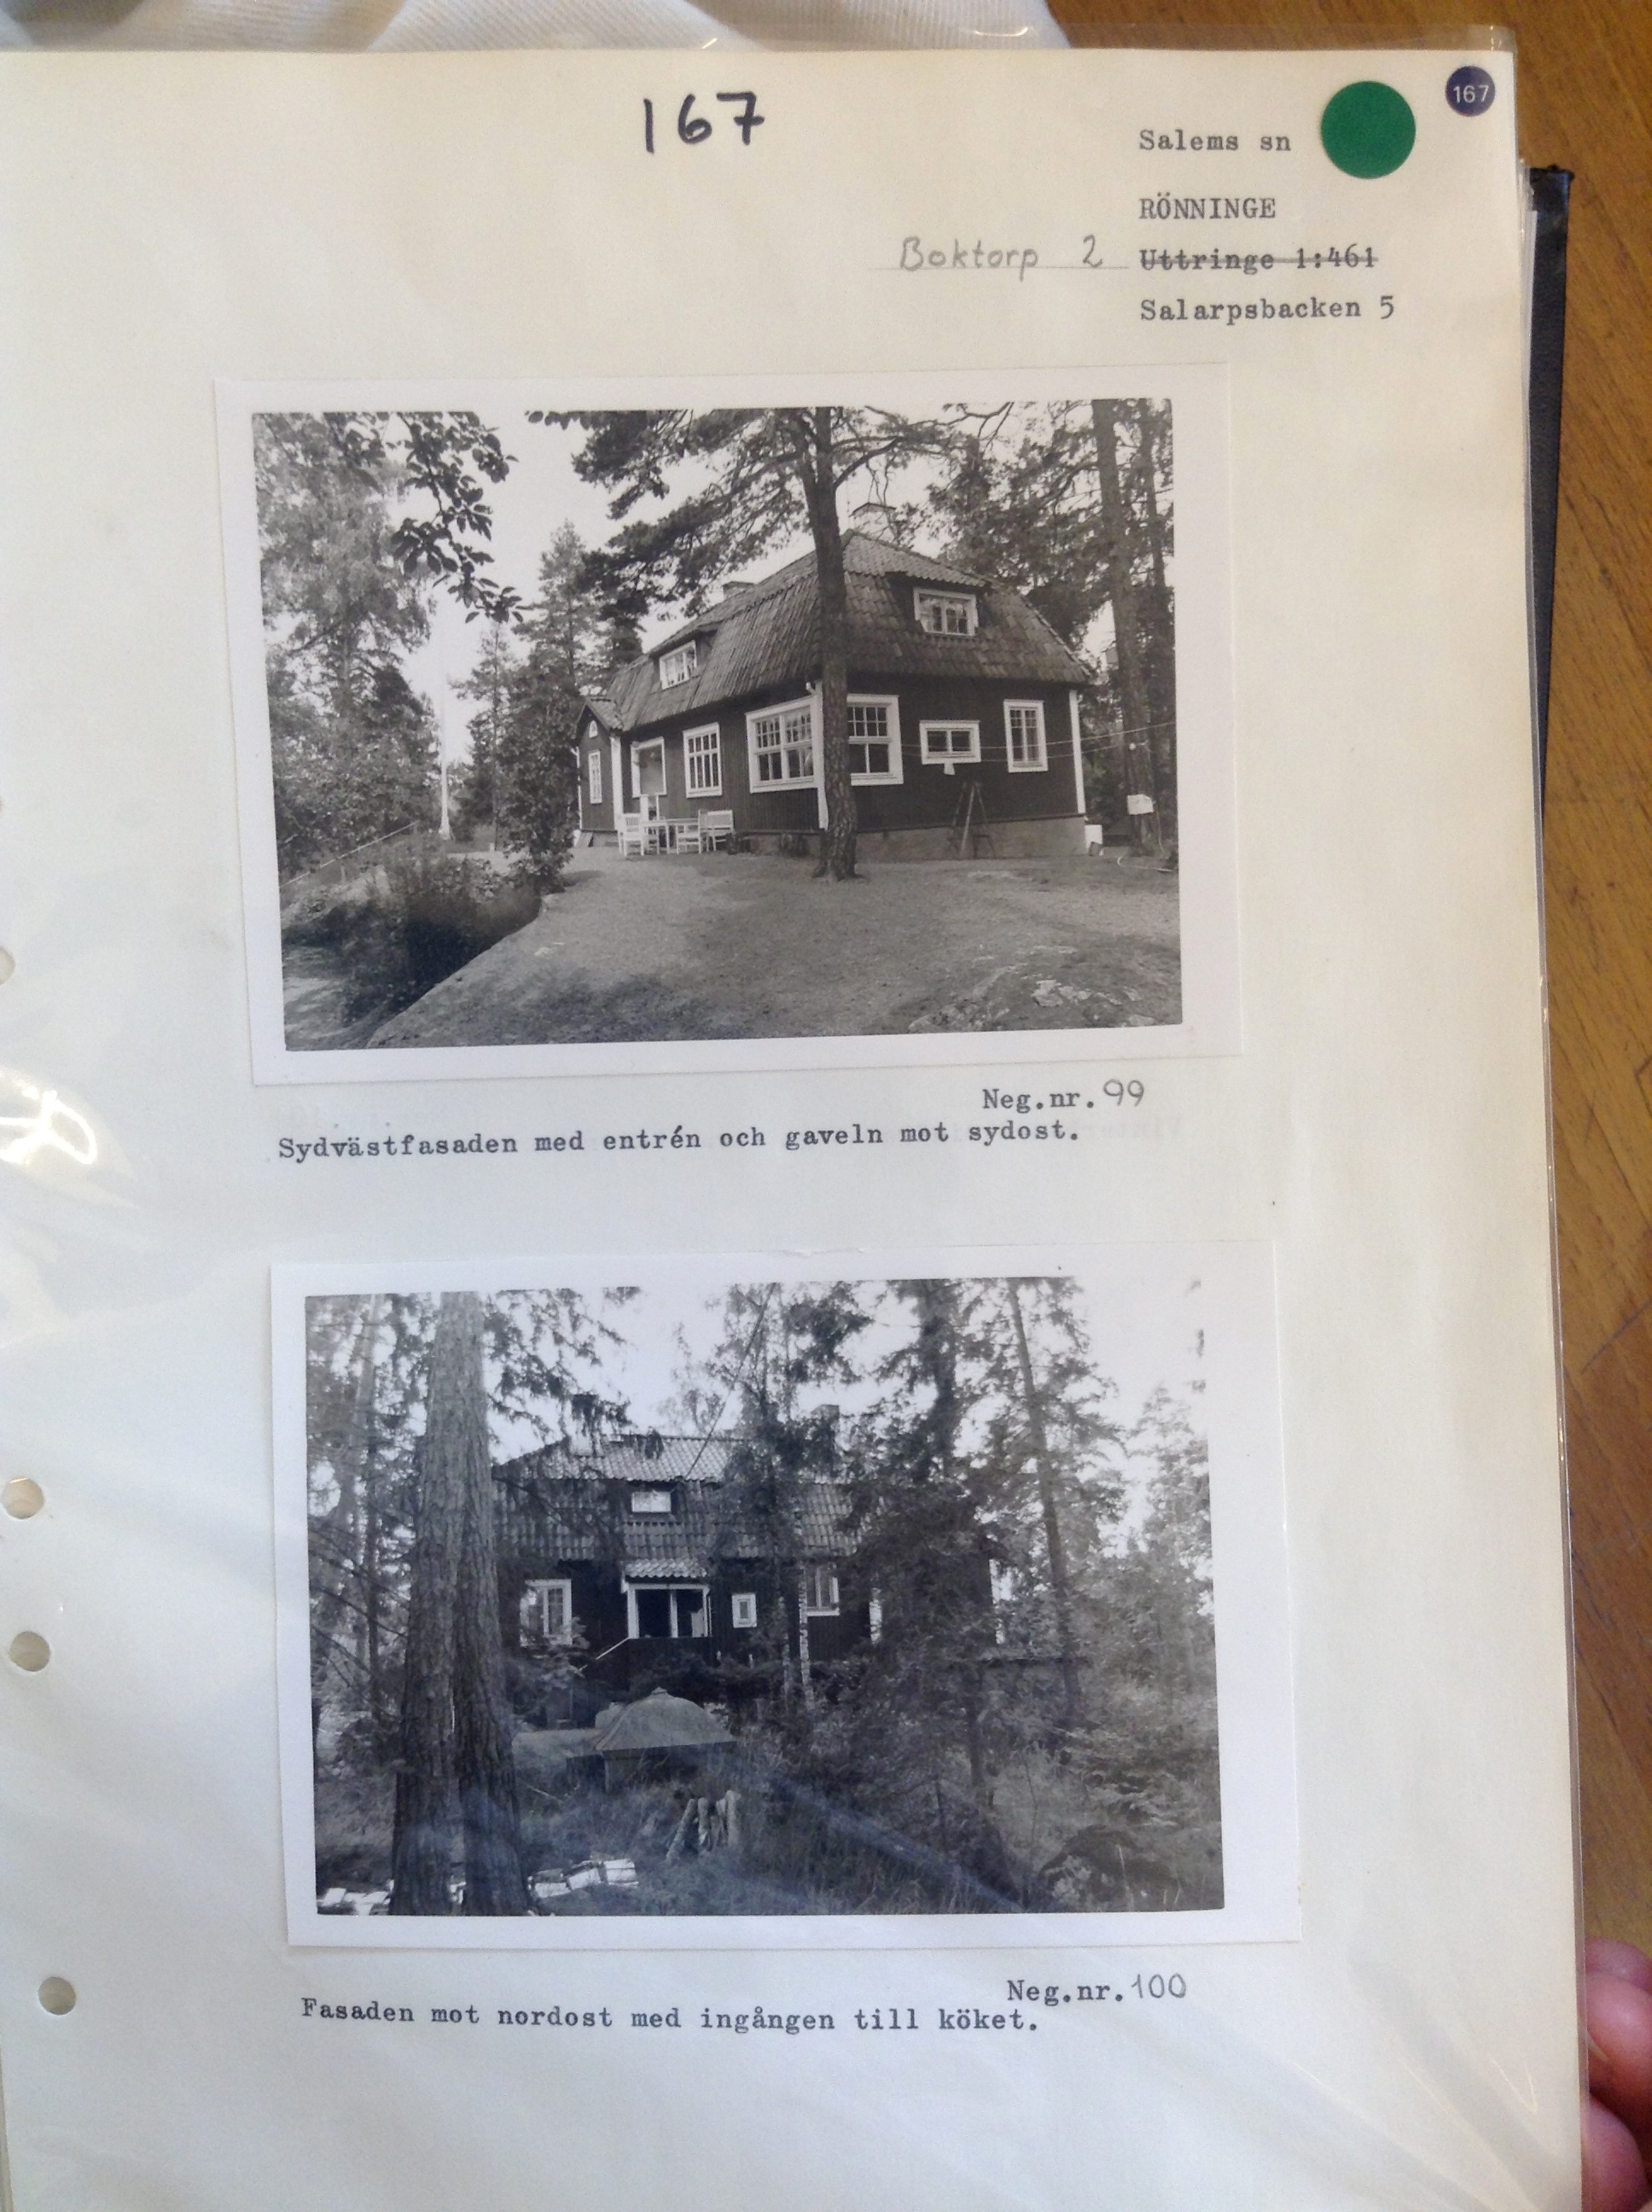 167
167
Salems sn
RÖNNINGE
Boktorp 2 Uttringe 1:461
Salarpsbacken 5
Neg.nr. 99
Sydvästfasaden med entrén och gaveln mot sydost.
Neg.nr. 100
Fasaden mot nordost med ingången till köket.